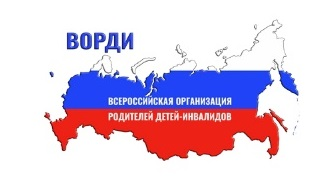 ВОРДИ
ВСЕРОССИЙСКАЯ ОРГАНИЗАЦИЯ
РОДИТЕЛЕЙ ДЕТЕЙ-ИНВАЛИДОВ